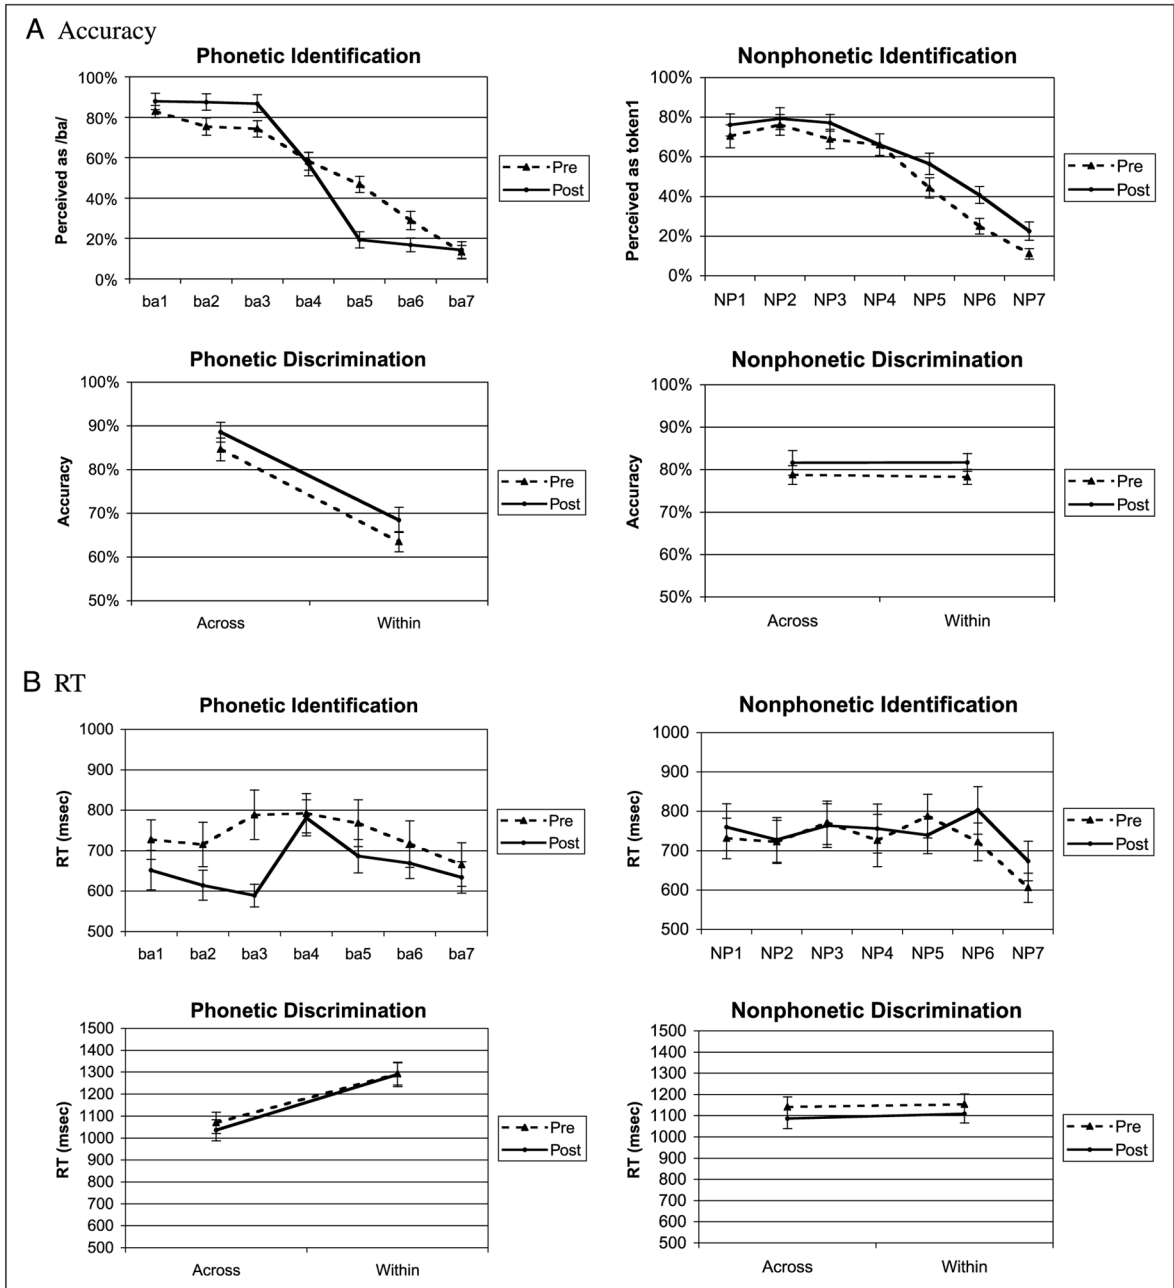 A Accuracy
Phonetic Identification
Perceived as /ba/
100%
80%
60%
40%
20%
0%
ba1 ba2 ba3 ba4 ba5 ba6 ba7
Pre
Post
Nonphonetic Identification
Perceived as token1
100%
80%
60%
40%
20%
0%
NP1 NP2 NP3 NP4 NP5 NP6 NP7
Pre
Post
Phonetic Discrimination
Accuracy
100%
90%
80%
70%
60%
50%
Across Within
Pre
Post
Nonphonetic Discrimination
Accuracy
100%
90%
80%
70%
60%
50%
Across Within
Pre
Post
B RT
Phonetic Identification
RT (msec)
1000
900
800
700
600
500
ba1 ba2 ba3 ba4 ba5 ba6 ba7
Pre
Post
Nonphonetic Identification
RT (msec)
1000
900
800
700
600
500
NP1 NP2 NP3 NP4 NP5 NP6 NP7
Pre
Post
Phonetic Discrimination
RT (msec)
1500
1400
1300
1200
1100
1000
900
800
700
600
500
Across Within
Pre
Post
Nonphonetic Discrimination
RT (msec)
1500
1400
1300
1200
1100
1000
900
800
700
600
500
Across Within
Pre
Post